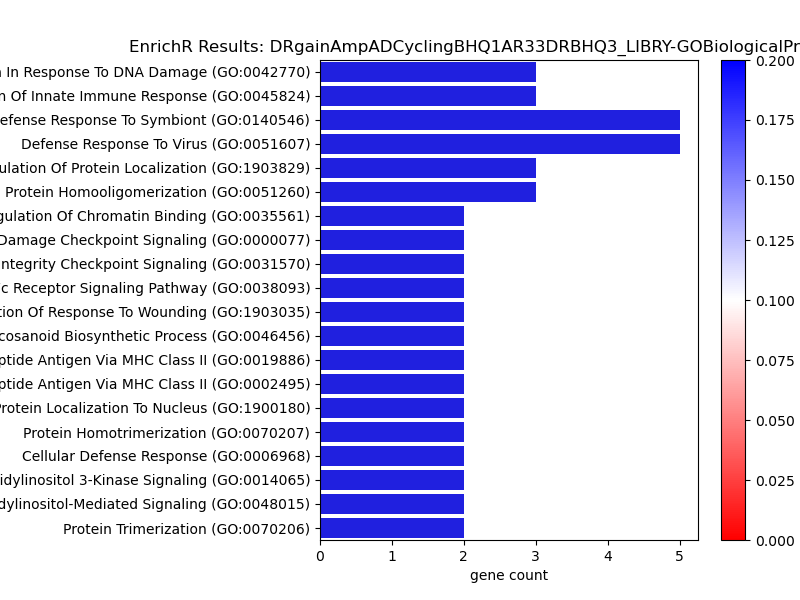 EnrichR Results: DRgainAmpADCyclingBHQ1AR33DRBHQ3_LIBRY-GOBiologicalPr
In Response To DNA Damage (GO:0042770)
Of Innate Immune Response (GO:0045824)
efense Response To Symbiont (GO:0140546)
Defense Response To Virus (GO:0051607)
ulation Of Protein Localization (GO:1903829)
Protein Homooligomerization (GO:0051260)
gulation Of Chromatin Binding (GO:0035561)
Damage Checkpoint Signaling (GO:0000077)
ntegrity Checkpoint Signaling (GO:0031570)
c Receptor Signaling Pathway (GO:0038093)
tion Of Response To Wounding (GO:1903035)
cosanoid Biosynthetic Process (GO:0046456)
ptide Antigen Via MHC Class II (GO:0019886)
ptide Antigen Via MHC Class II (GO:0002495)
Protein Localization To Nucleus (GO:1900180)
Protein Homotrimerization (GO:0070207)
Cellular Defense Response (GO:0006968)
idylinositol 3-Kinase Signaling (GO:0014065)
dylinositol-Mediated Signaling (GO:0048015)
Protein Trimerization (GO:0070206)
0 1 2 3 4 5
gene count
0.200
0.175
0.150
0.125
0.100
0.075
0.050
0.025
0.000